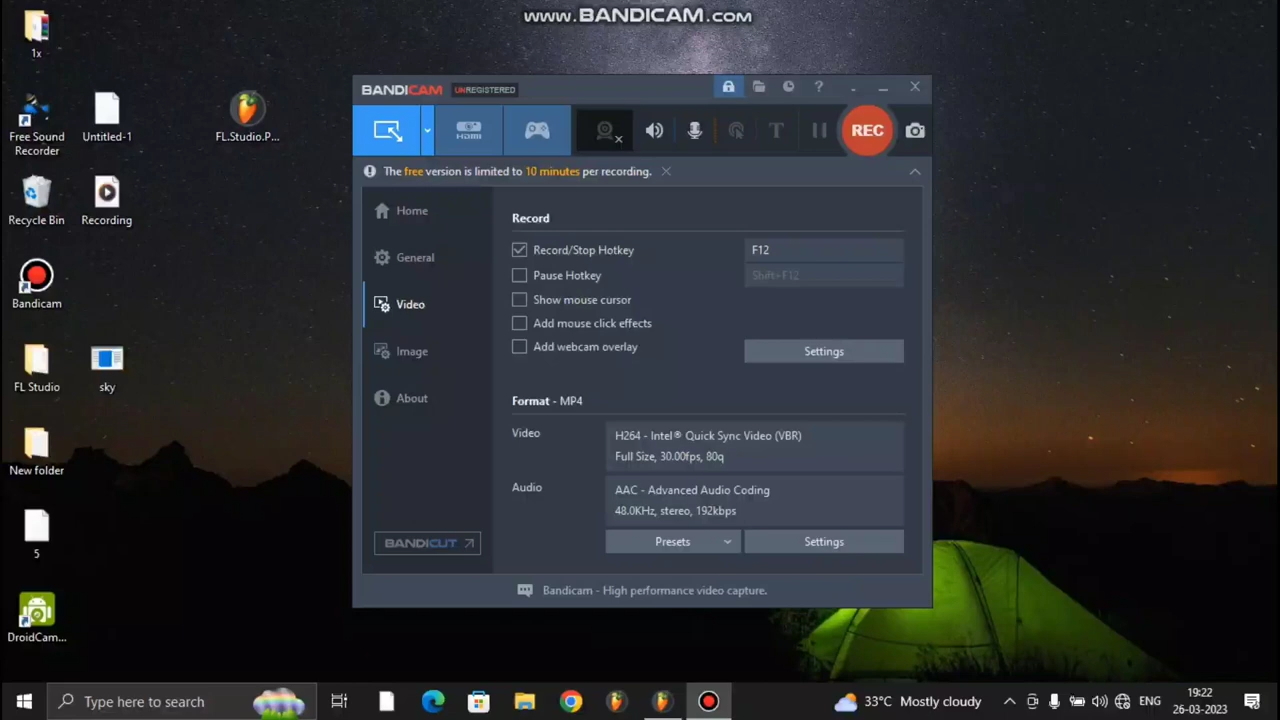 www.BANDICAM.com
1x
Free Sound
Recorder
Untitled-1
FL.Studio.P...
Recycle Bin
Recording
Bandicam
FL Studio
sky
New folder
5
DroidCam...
BANDICAM
UNREGISTERED
HDMI
T
REC
The free version is limited to 10 minutes per recording.
Home
General
Video
Image
About
BANDICUT
Record
Record/Stop Hotkey
F12
Pause Hotkey
Shift+F12
Show mouse cursor
Add mouse click effects
Add webcam overlay
Settings
Format - MP4
Video
H264 - Intel® Quick Sync Video (VBR)
Full Size, 30.00fps, 80q
Audio
AAC - Advanced Audio Coding
48.0KHz, stereo, 192kbps
Presets
Settings
Bandicam - High performance video capture.
Type here to search
33°C Mostly cloudy
ENG
19:22
26-03-2023